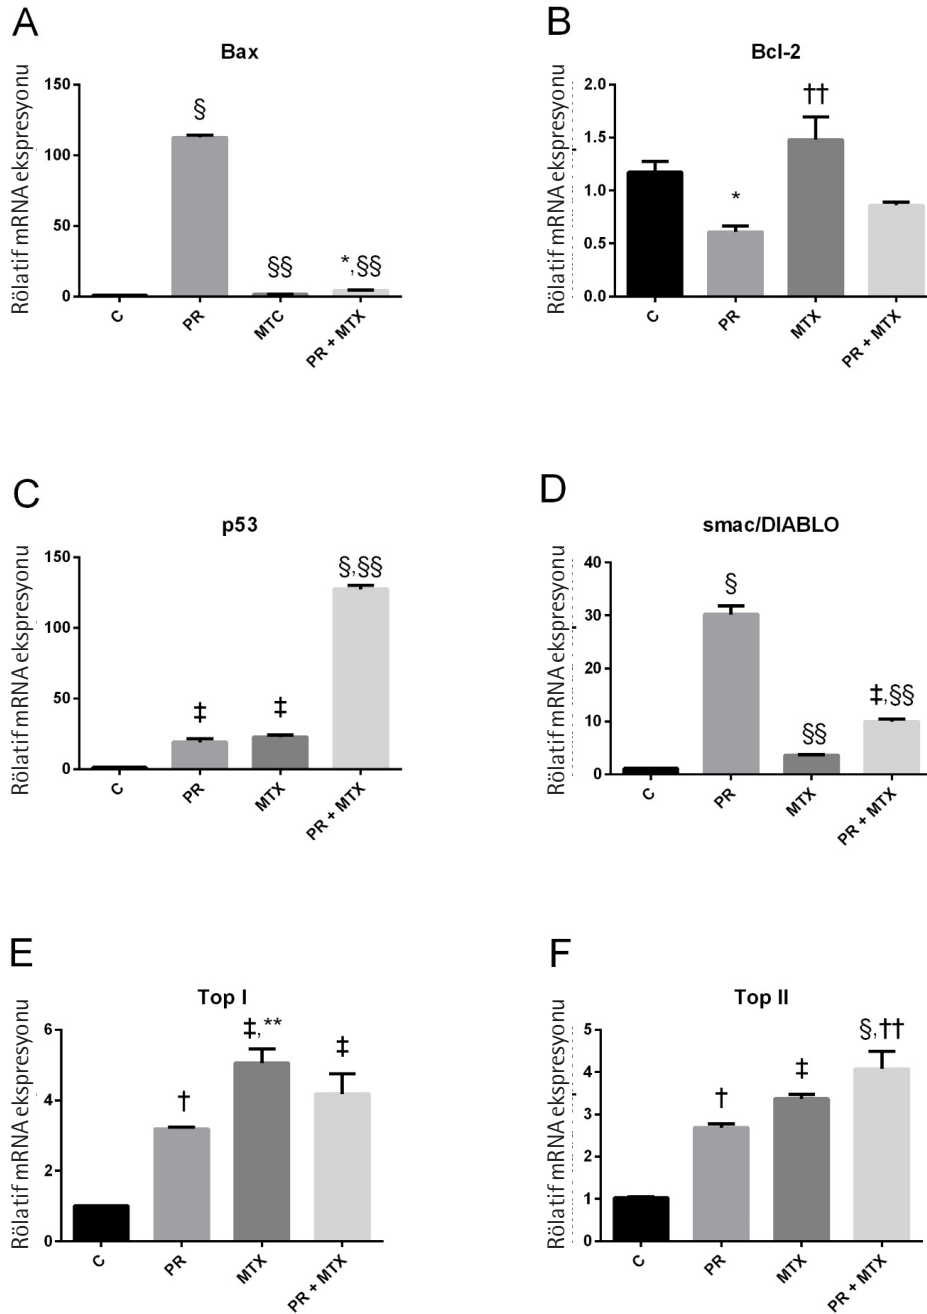 A
Bax
Rölatif mRNA ekspresyonu
150
100
50
0
§
§§
*,§§
C
PR
MTC
PR + MTX
B
Bcl-2
Rölatif mRNA ekspresyonu
2.0
1.5
1.0
0.5
0.0
*
††
C
PR
MTX
PR + MTX
C
p53
Rölatif mRNA ekspresyonu
150
100
50
0
‡
‡
§,§§
C
PR
MTX
PR + MTX
D
smac/DIABLO
Rölatif mRNA ekspresyonu
40
30
20
10
0
§
§§
‡,§§
C
PR
MTX
PR + MTX
E
Top I
Rölatif mRNA ekspresyonu
6
4
2
0
†
‡,**
‡
C
PR
MTX
PR + MTX
F
Top II
Rölatif mRNA ekspresyonu
5
4
3
2
1
0
†
‡
§,††
C
PR
MTX
PR + MTX